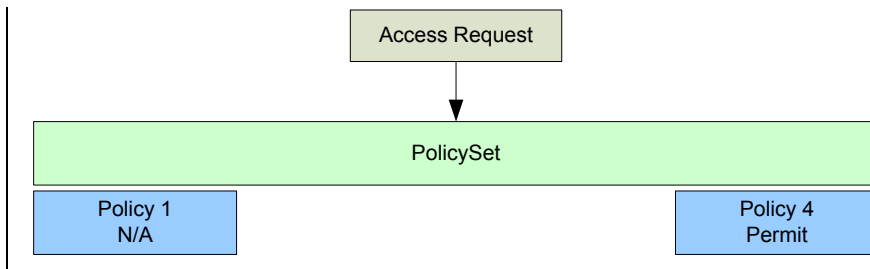 Access Request
PolicySet
Policy 1
N/A
Policy 4
Permit